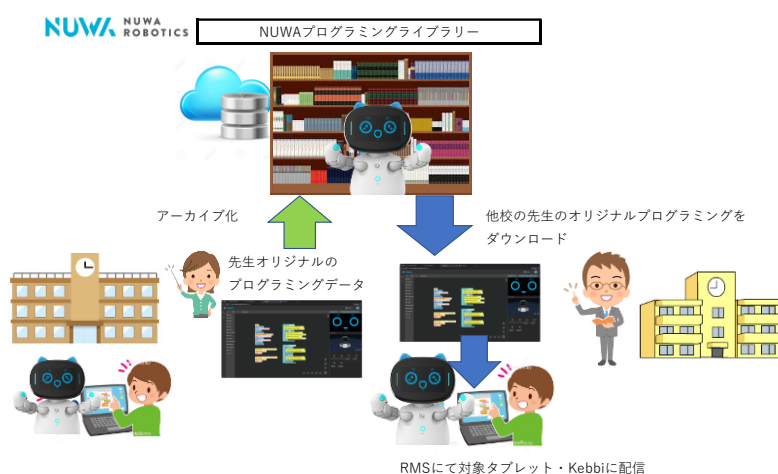 NUWA NUWA ROBOTICS
NUWAプログラミングライブラリー
アーカイブ化
他校の先生のオリジナルプログラミングを
ダウンロード
先生オリジナルの
プログラミングデータ
RMSにて対象タブレット・Kebbiに配信